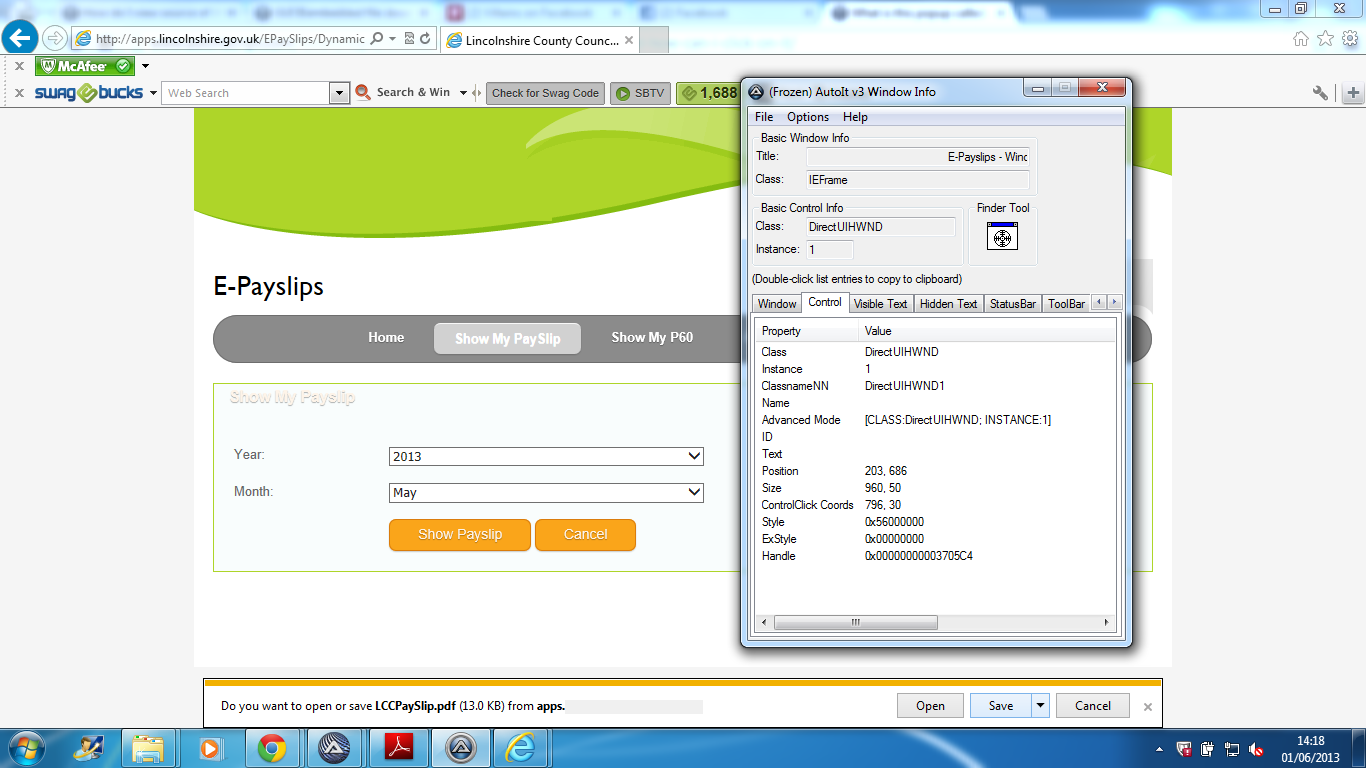 http://apps.lincolnshire.gov.uk/EPaySlips/Dynamic
Lincolnshire County Counc...
McAfee
swagbucks
Web Search
Search & Win
Check for Swag Code
SBTV
1,688
(Frozen) AutoIt v3 Window Info
File Options Help
Basic Window Info
Title: E-Payslips - Wind
Class: IEFrame
Basic Control Info
Class: DirectUIHWND
Instance: 1
Finder Tool
(Double-click list entries to copy to clipboard)
Window Control Visible Text Hidden Text StatusBar ToolBar
Property Value
Class DirectUIHWND
Instance 1
ClassnameNN DirectUIHWND1
Name
Advanced Mode [CLASS:DirectUIHWND; INSTANCE:1]
ID
Text
Position 203, 686
Size 960, 50
ControlClick Coords 796, 30
Style 0x56000000
ExStyle 0x00000000
Handle 0x00000000003705C4
E-Payslips
Home Show My PaySlip Show My P60
Show My Payslip
Year: 2013
Month: May
Show Payslip Cancel
Do you want to open or save LCCPaySlip.pdf (13.0 KB) from apps.
Open Save Cancel
14:18
01/06/2013